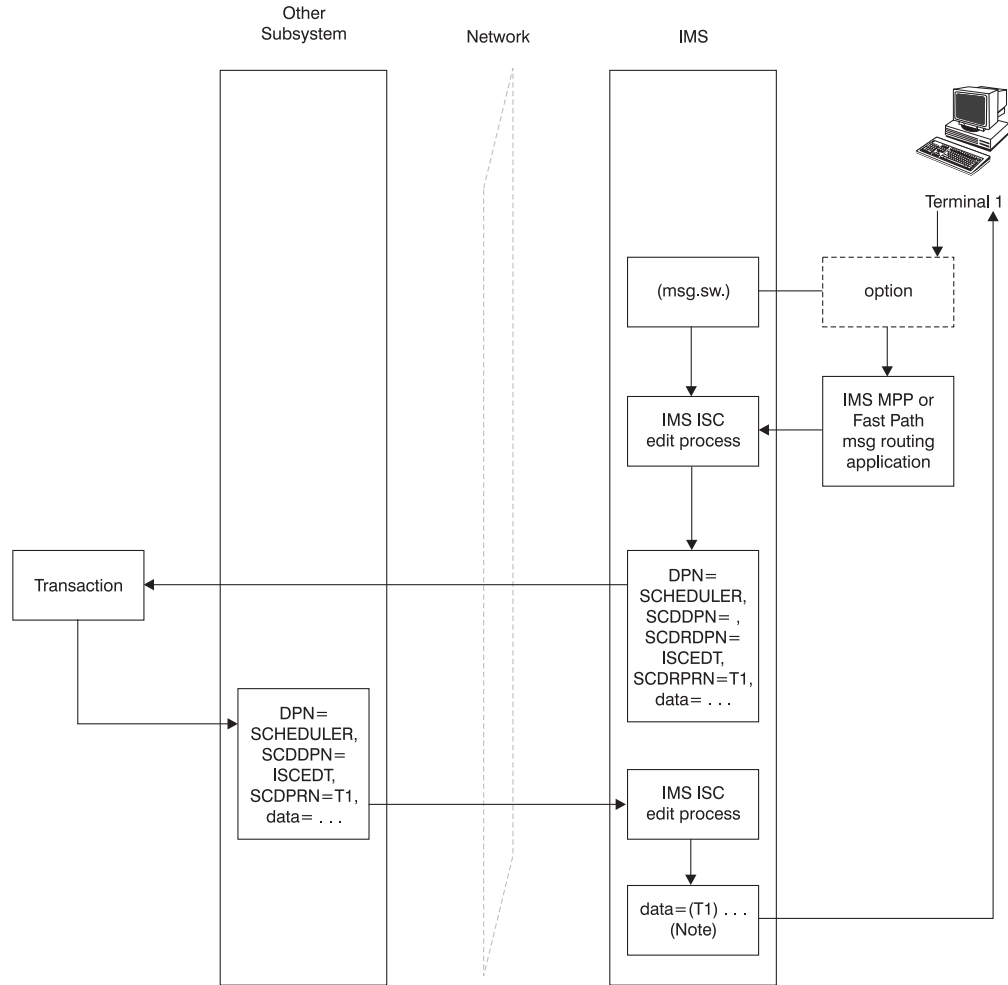 Other
Subsystem
Network
IMS
Terminal 1
(msg.sw.)
option
IMS ISC
edit process
IMS MPP or
Fast Path
msg routing
application
Transaction
DPN=
SCHEDULER,
SCDDPN= ,
SCDRDPN=
ISCEDT,
SCDRPRN=T1,
data= . . .
DPN=
SCHEDULER,
SCDDPN=
ISCEDT,
SCDPRN=T1,
data= . . .
IMS ISC
edit process
data=(T1) . . .
(Note)